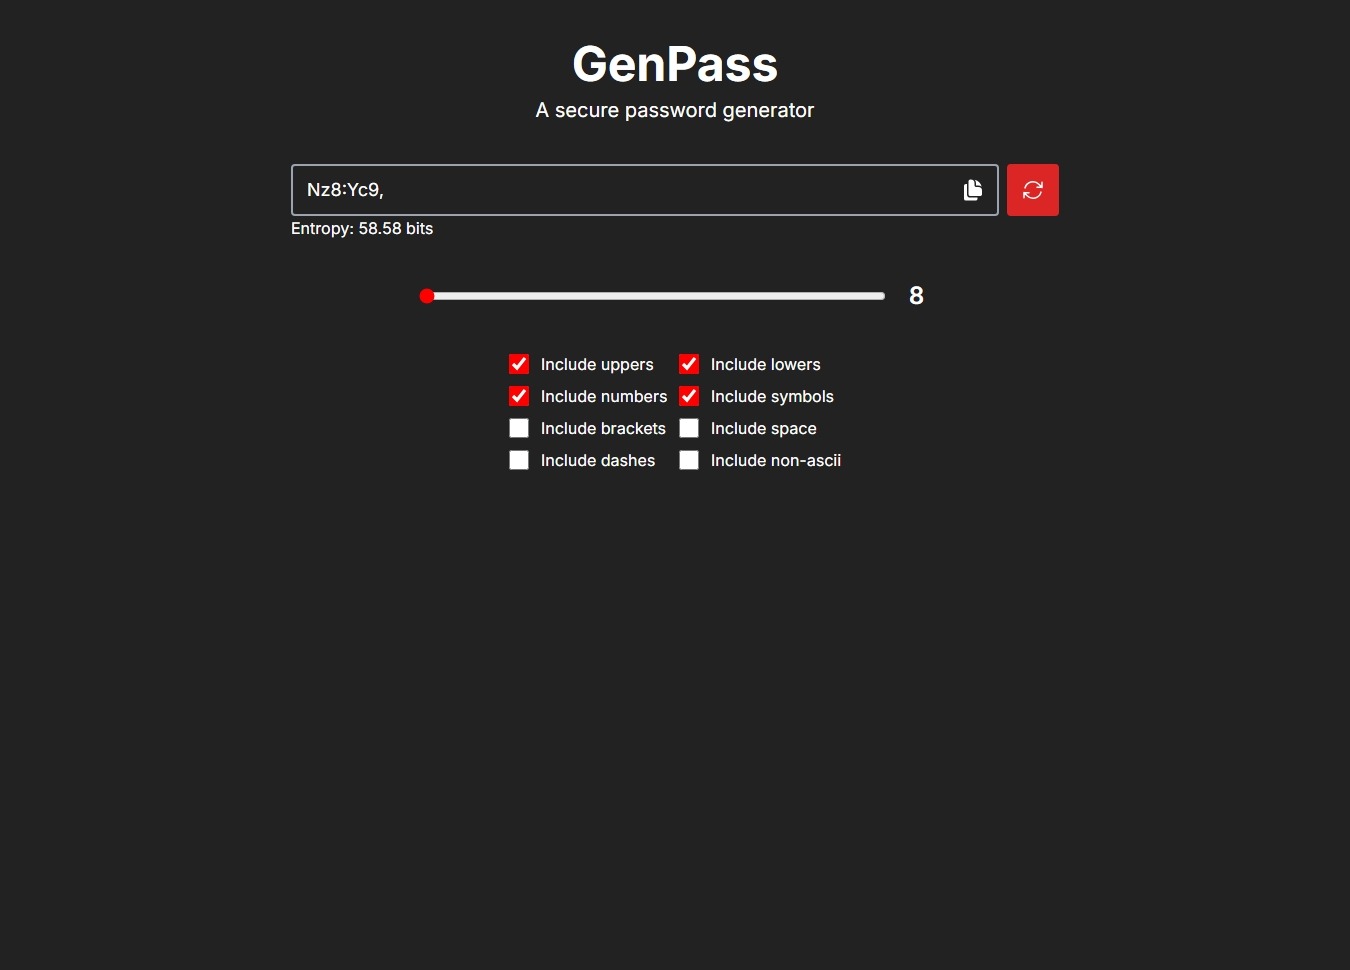 GenPass
A secure password generator
Nz8:Yc9,
Entropy: 58.58 bits
8
Include uppers
Include lowers
Include numbers
Include symbols
Include brackets
Include space
Include dashes
Include non-ascii